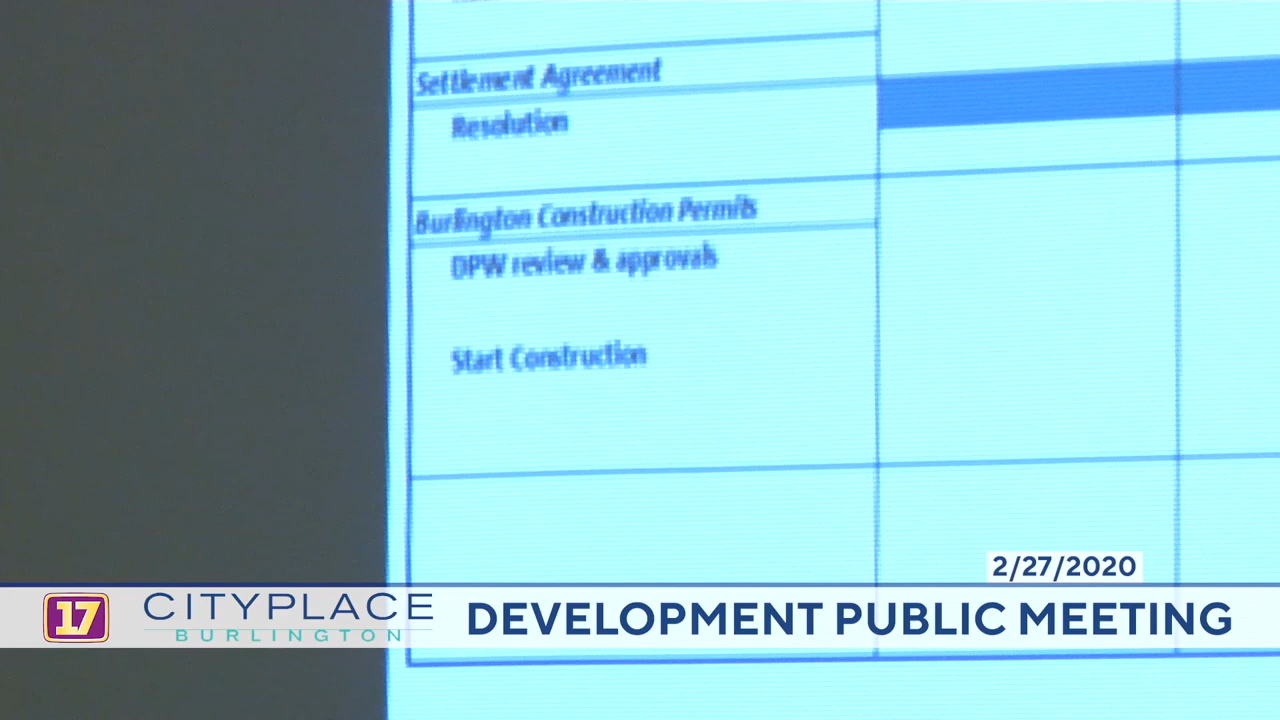 Settlement Agreement
Resolution
Burlington Construction Permits
DPW review & approvals
Start Construction
2/27/2020
17
CITYPLACE
BURLINGTON
DEVELOPMENT PUBLIC MEETING